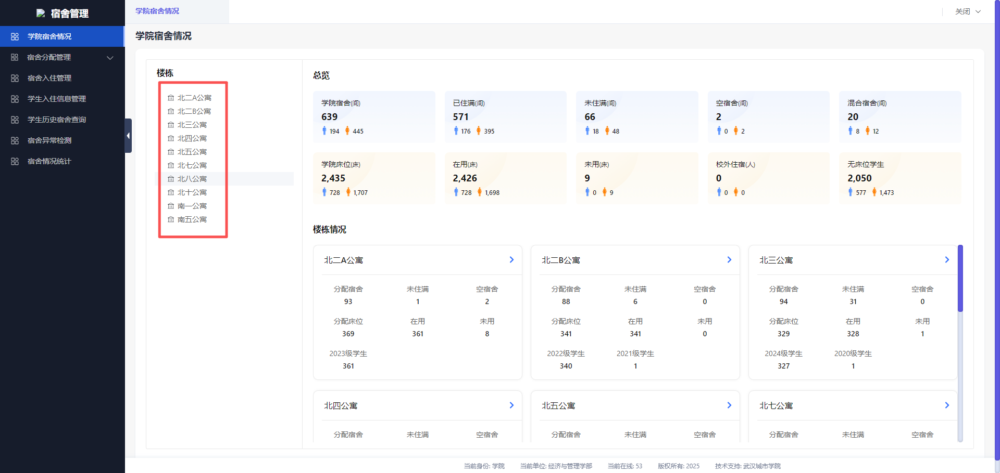 宿舍管理
学院宿舍情况
宿舍分配管理
宿舍入住管理
学生入住信息管理
学生历史宿舍查询
宿舍异常检测
宿舍情况统计
学院宿舍情况
关闭
学院宿舍情况
楼栋
北二A公寓
北二B公寓
北三公寓
北四公寓
北五公寓
北七公寓
北八公寓
北十公寓
南一公寓
南五公寓
总览
学院宿舍(间) 已住满(间) 未住满(间) 空宿舍(间) 混合宿舍(间)
639 571 66 2 20
194 445 176 395 18 48 0 2 8 12
学院床位(床) 在用(床) 未用(床) 校外住宿(人) 无床位学生
2,435 2,426 9 0 2,050
728 1,707 728 1,698 0 9 0 0 577 1,473
楼栋情况
北二A公寓
分配宿舍 未住满 空宿舍
93 1 2
分配床位 在用 未用
369 361 8
2023级学生
361
北二B公寓
分配宿舍 未住满 空宿舍
88 6 0
分配床位 在用 未用
341 341 0
2022级学生 2021级学生
340 1
北三公寓
分配宿舍 未住满 空宿舍
94 31 0
分配床位 在用 未用
329 328 1
2024级学生 2020级学生
327 1
北四公寓
分配宿舍 未住满 空宿舍
北五公寓
分配宿舍 未住满 空宿舍
北七公寓
分配宿舍 未住满 空宿舍
当前身份: 学院 当前单位: 经济与管理学部 当前在线: 53 版权所有: 2025 技术支持: 武汉城市学院